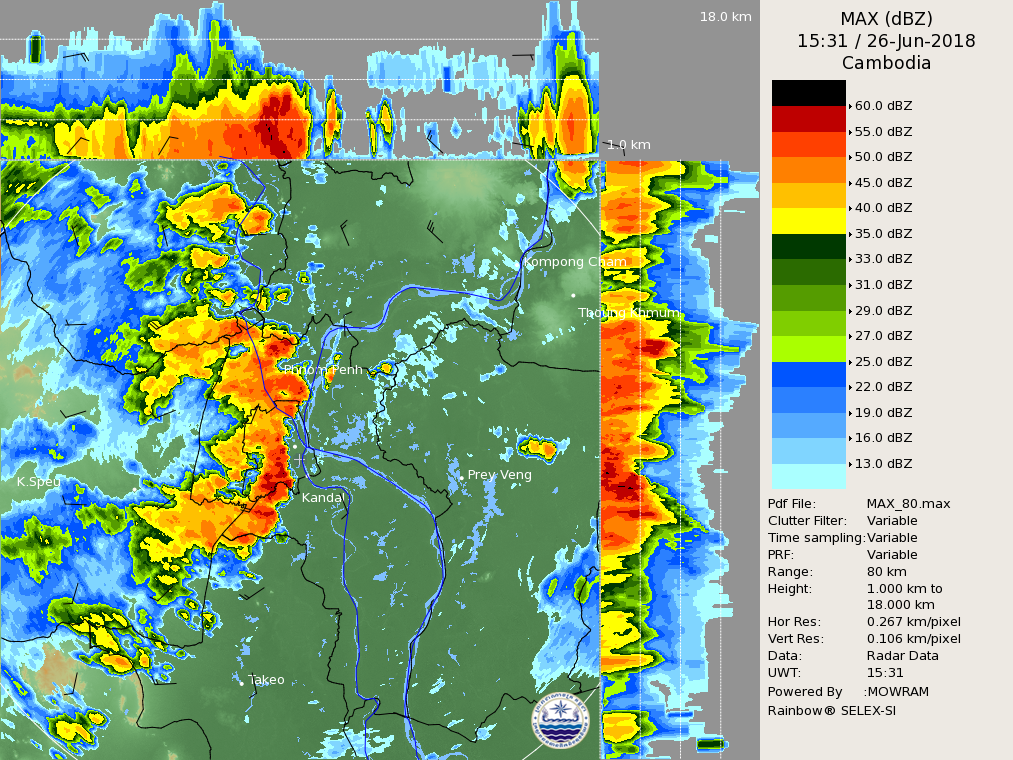 18.0 km
1.0 km
Kompong Cham
Thbong Khmum
Phnom Penh
K.Speu
Prey Veng
Kandal
Takeo
MAX (dBZ)
15:31 / 26-Jun-2018
Cambodia
60.0 dBZ
55.0 dBZ
50.0 dBZ
45.0 dBZ
40.0 dBZ
35.0 dBZ
33.0 dBZ
31.0 dBZ
29.0 dBZ
27.0 dBZ
25.0 dBZ
22.0 dBZ
19.0 dBZ
16.0 dBZ
13.0 dBZ
Pdf File: MAX_80.max
Clutter Filter: Variable
Time sampling:Variable
PRF: Variable
Range: 80 km
Height: 1.000 km to
18.000 km
Hor Res: 0.267 km/pixel
Vert Res: 0.106 km/pixel
Data: Radar Data
UWT: 15:31
Powered By :MOWRAM
Rainbow® SELEX-SI